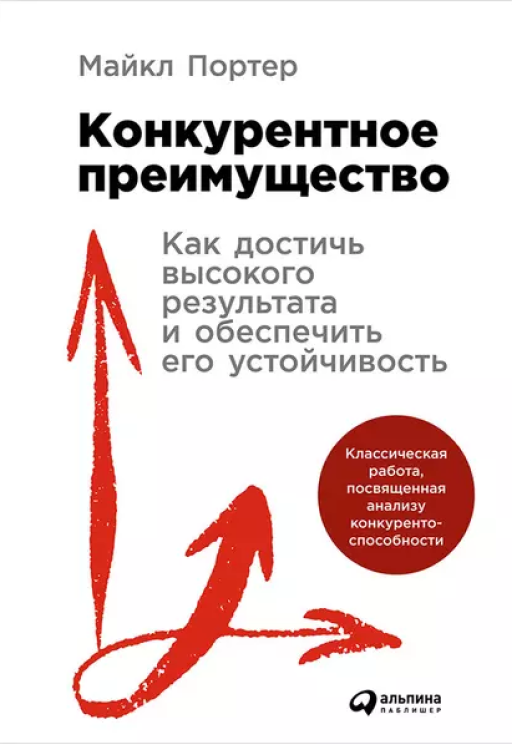 Майкл Портер
Конкурентное
преимущество
Как достичь
высокого
результата
и обеспечить
его устойчивость
Классическая
работа,
посвященная
анализу
конкуренто-
способности
альпина
ПАБЛИШЕР